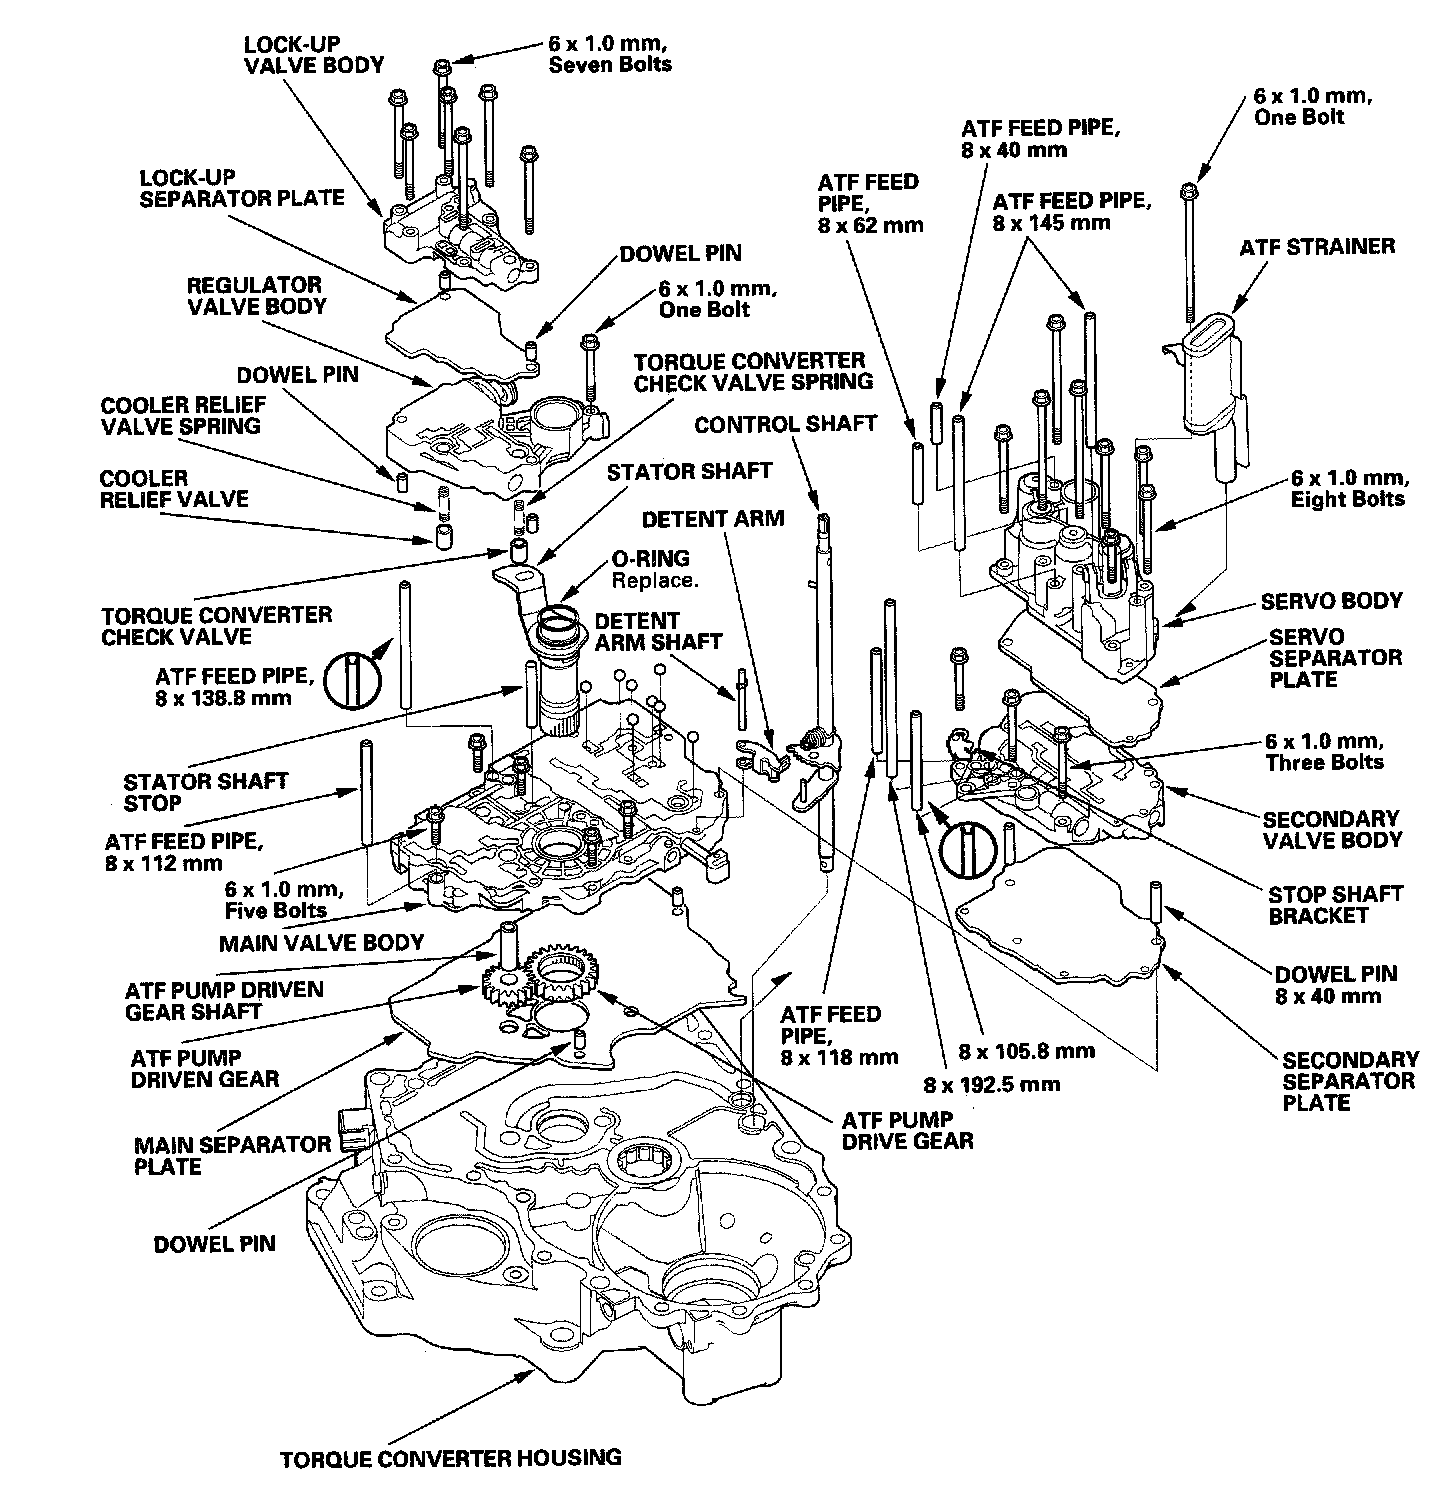 LOCK-UP
VALVE BODY
6 x 1.0 mm,
Seven Bolts
6 x 1.0 mm,
One Bolt
ATF FEED PIPE,
8 x 40 mm
LOCK-UP
SEPARATOR PLATE
ATF FEED
PIPE,
8 x 62 mm
ATF FEED PIPE,
8 x 145 mm
ATF STRAINER
DOWEL PIN
REGULATOR
VALVE BODY
6 x 1.0 mm,
One Bolt
TORQUE CONVERTER
CHECK VALVE SPRING
DOWEL PIN
COOLER RELIEF
VALVE SPRING
CONTROL SHAFT
COOLER
RELIEF VALVE
STATOR SHAFT
6 x 1.0 mm,
Eight Bolts
DETENT ARM
O-RING
Replace.
TORQUE CONVERTER
CHECK VALVE
DETENT
ARM SHAFT
SERVO BODY
SERVO
SEPARATOR
PLATE
ATF FEED PIPE,
8 x 138.8 mm
6 x 1.0 mm,
Three Bolts
STATOR SHAFT
STOP
SECONDARY
VALVE BODY
ATF FEED PIPE,
8 x 112 mm
6 x 1.0 mm,
Five Bolts
STOP SHAFT
BRACKET
MAIN VALVE BODY
DOWEL PIN
8 x 40 mm
ATF PUMP DRIVEN
GEAR SHAFT
ATF FEED
PIPE,
8 x 118 mm
8 x 105.8 mm
8 x 192.5 mm
ATF PUMP
DRIVEN GEAR
SECONDARY
SEPARATOR
PLATE
ATF PUMP
DRIVE GEAR
MAIN SEPARATOR
PLATE
DOWEL PIN
TORQUE CONVERTER HOUSING